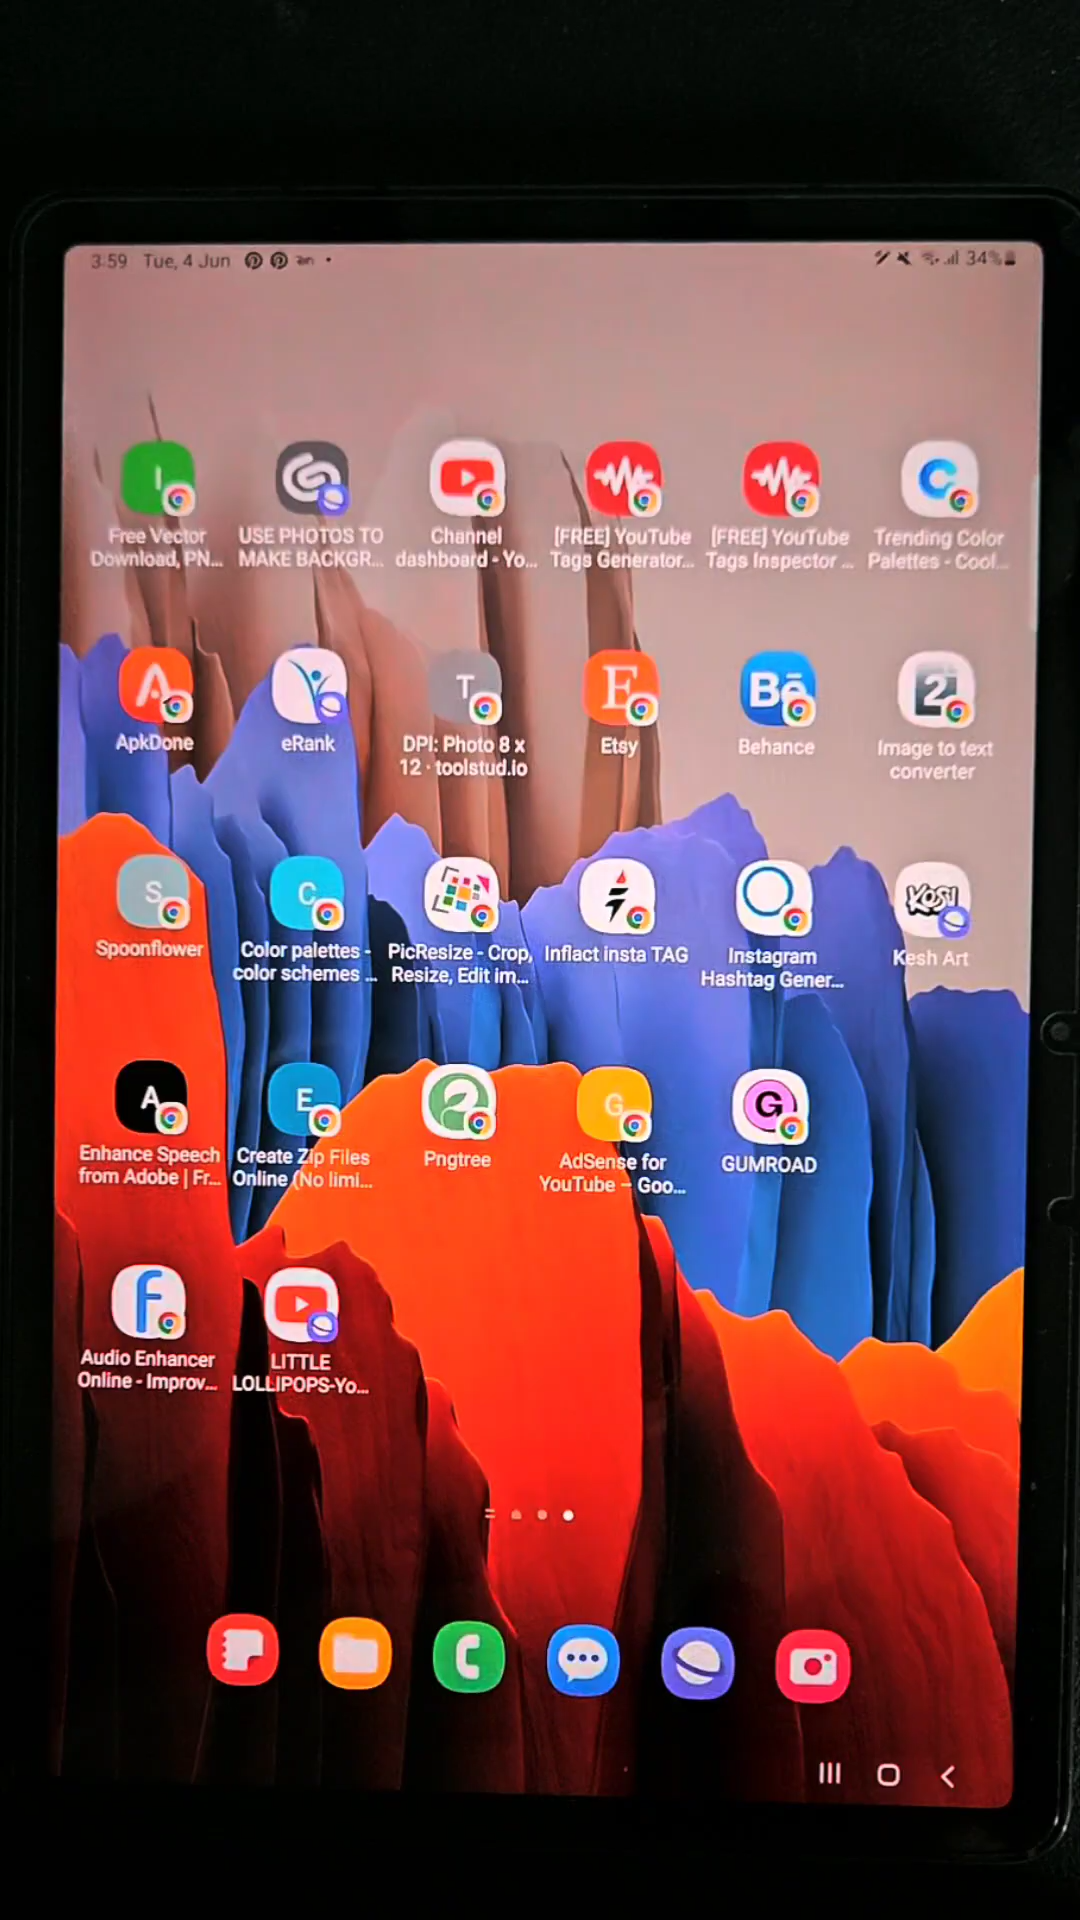 3:59 Tue, 4 Jun
34%
Free Vector
Download, PN...
USE PHOTOS TO
MAKE BACKGR...
Channel
dashboard - Yo...
[FREE] YouTube
Tags Generator...
[FREE] YouTube
Tags Inspector ...
Trending Color
Palettes - Cool...
ApkDone
eRank
T
DPI: Photo 8 x
12 · toolstud.io
E
Etsy
Bē
Behance
2
Image to text
converter
S
Spoonflower
C
Color palettes -
color schemes ...
PicResize - Crop,
Resize, Edit im...
Inflact insta TAG
Instagram
Hashtag Gener...
KOSI
Kesh Art
A
Enhance Speech
from Adobe | Fr...
E
Create Zip Files
Online (No limi...
Pngtree
G
AdSense for
YouTube – Goo...
G
GUMROAD
f
Audio Enhancer
Online - Improv...
LITTLE
LOLLIPOPS-Yo...